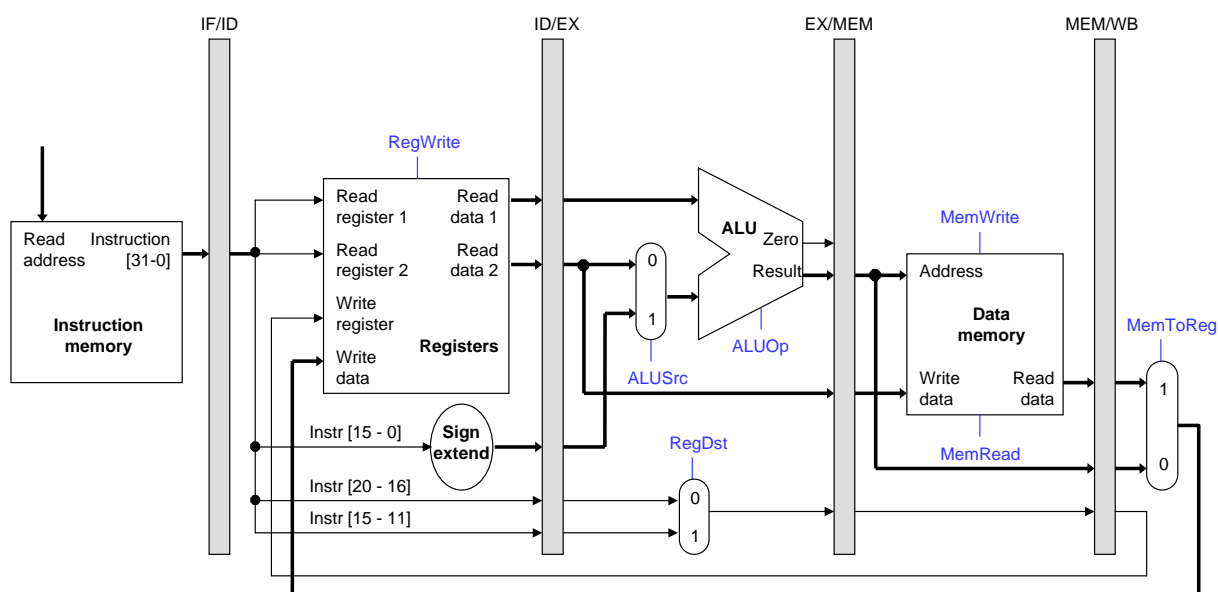 IF/ID
ID/EX
EX/MEM
MEM/WB
RegWrite
Read
address
Instruction
[31-0]
Instruction
memory
Read
register 1
Read
data 1
Read
register 2
Read
data 2
Write
register
Write
data
Registers
Instr [15 - 0]
Sign
extend
Instr [20 - 16]
Instr [15 - 11]
0
1
ALUSrc
ALU
Zero
Result
ALUOp
RegDst
0
1
MemWrite
Address
Data
memory
Write
data
Read
data
MemRead
MemToReg
1
0